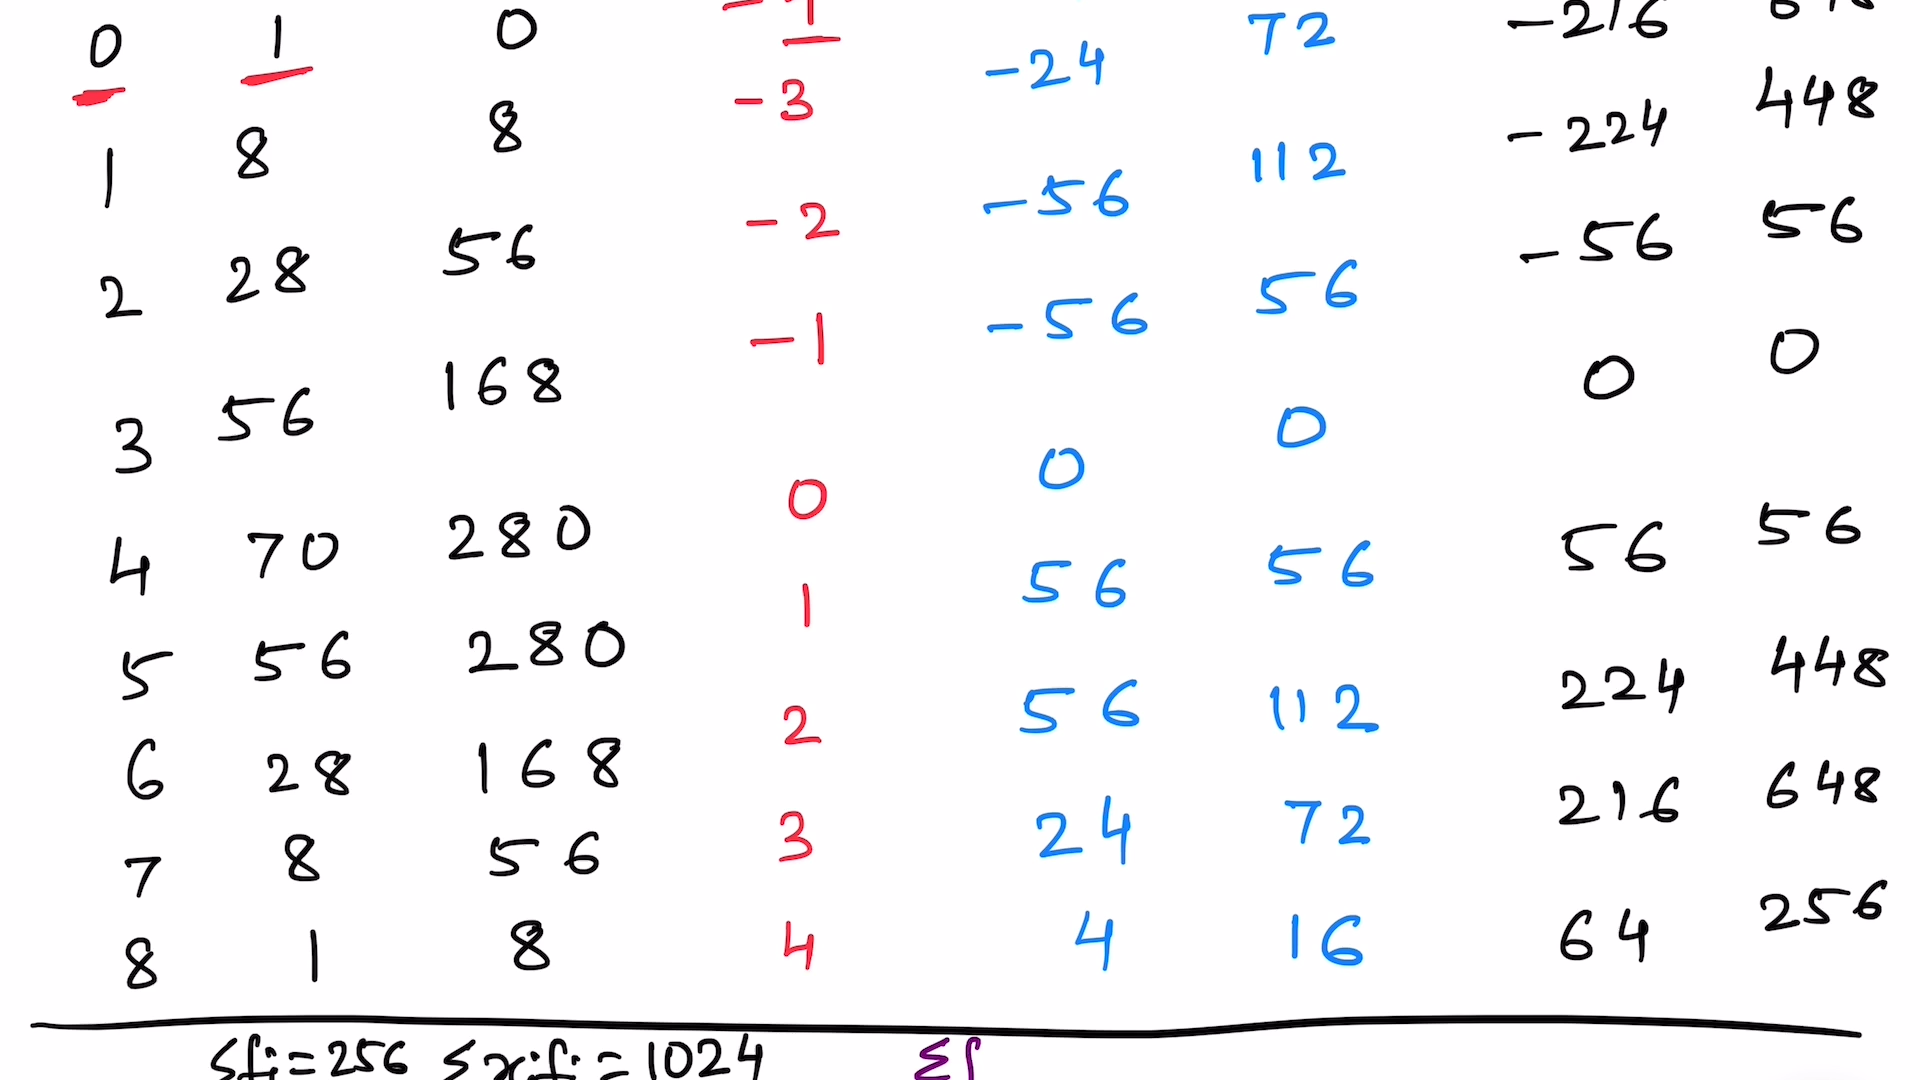 0 1 0 -4
1 8 8 -3 -24 72 -216
2 28 56 -2 -56 112 -224 448
3 56 168 -1 -56 56 -56 56
4 70 280 0 0 0 0 0
5 56 280 1 56 56 56 56
6 28 168 2 56 112 224 448
7 8 56 3 24 72 216 648
8 1 8 4 4 16 64 256
Σfi = 256 Σxifi = 1024 Σf